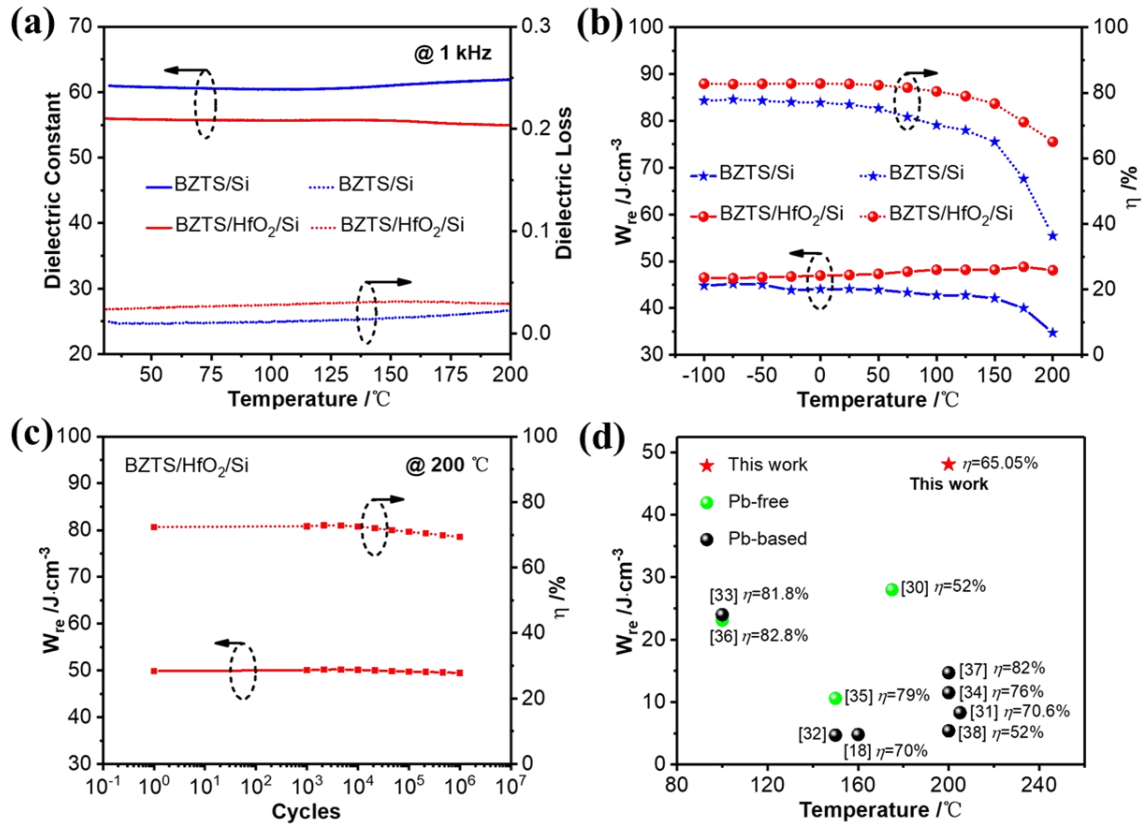 (a)
@ 1 kHz
BZTS/Si
BZTS/Si
BZTS/HfO₂/Si
BZTS/HfO₂/Si
Dielectric Constant
70
60
50
40
30
20
Dielectric Loss
0.3
0.2
0.1
0.0
50 75 100 125 150 175 200
Temperature /℃
(b)
BZTS/Si
BZTS/Si
BZTS/HfO₂/Si
BZTS/HfO₂/Si
Wre /J·cm⁻³
100
90
80
70
60
50
40
30
η /%
100
80
60
40
20
0
-100 -50 0 50 100 150 200
Temperature /℃
(c)
BZTS/HfO₂/Si
@ 200 ℃
Wre /J·cm⁻³
100
90
80
70
60
50
40
30
η /%
100
80
60
40
20
0
10⁻¹ 10⁰ 10¹ 10² 10³ 10⁴ 10⁵ 10⁶ 10⁷
Cycles
(d)
This work
Pb-free
Pb-based
η=65.05%
This work
[30] η=52%
[33] η=81.8%
[36] η=82.8%
[37] η=82%
[34] η=76%
[35] η=79%
[31] η=70.6%
[32]
[18] η=70%
[38] η=52%
Wre /J·cm⁻³
50
40
30
20
10
0
80 120 160 200 240
Temperature /℃